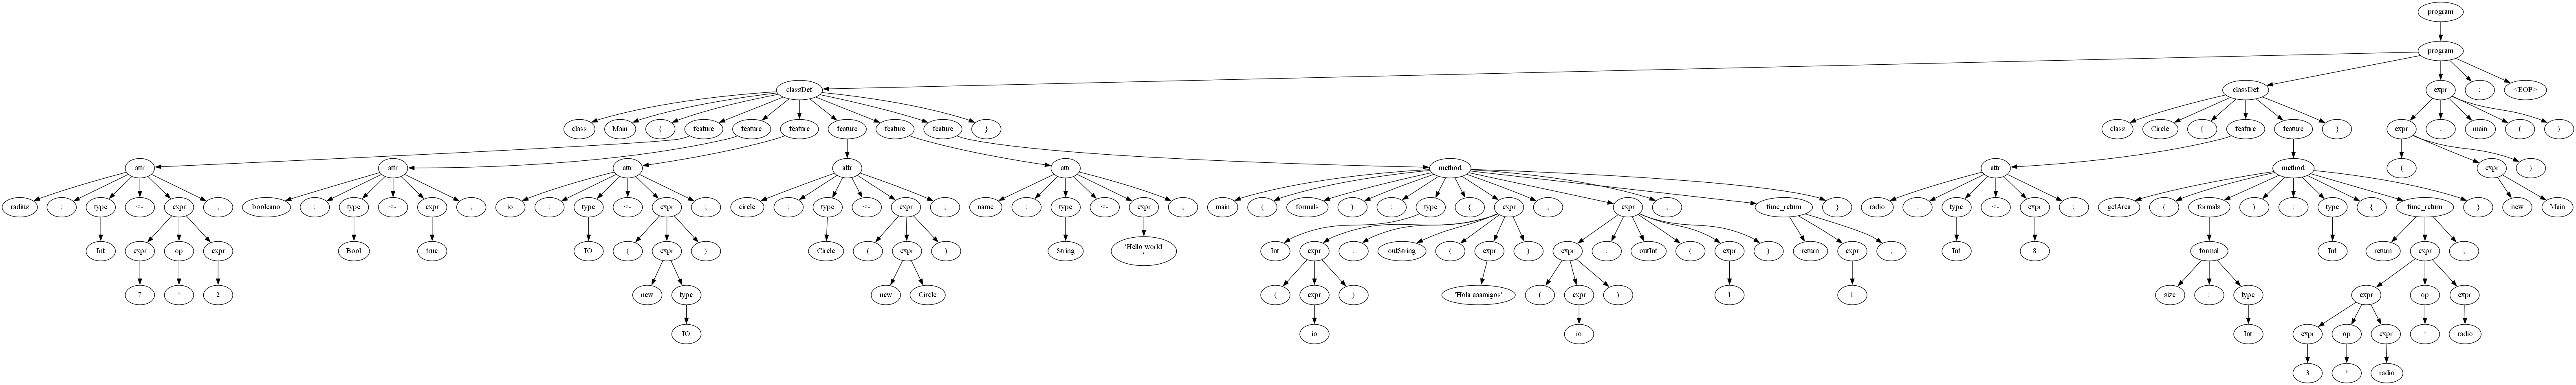 program
program
classDef classDef expr ; <EOF>
class Main { feature feature feature feature feature feature } class Circle { feature feature } expr . main ( )
attr attr attr attr attr method attr method ( expr )
radius : type <- expr ; booleano : type <- expr ; io : type <- expr ; circle : type <- expr ; name : type <- expr ; main ( formals ) : type { expr ; expr ; func_return } radio : type <- expr ; getArea ( formals ) : type { func_return } new Main
Int expr op expr Bool true IO ( expr ) Circle ( expr ) String 'Hello world
'
Int expr . outString ( expr ) expr . outInt ( expr ) return expr ; Int 8 formal Int return expr ;
7 * 2 new type new Circle ( expr ) 'Hola aaamigos' ( expr ) 1 1 size : type expr op expr
IO io io Int expr op expr * radio
3 * radio